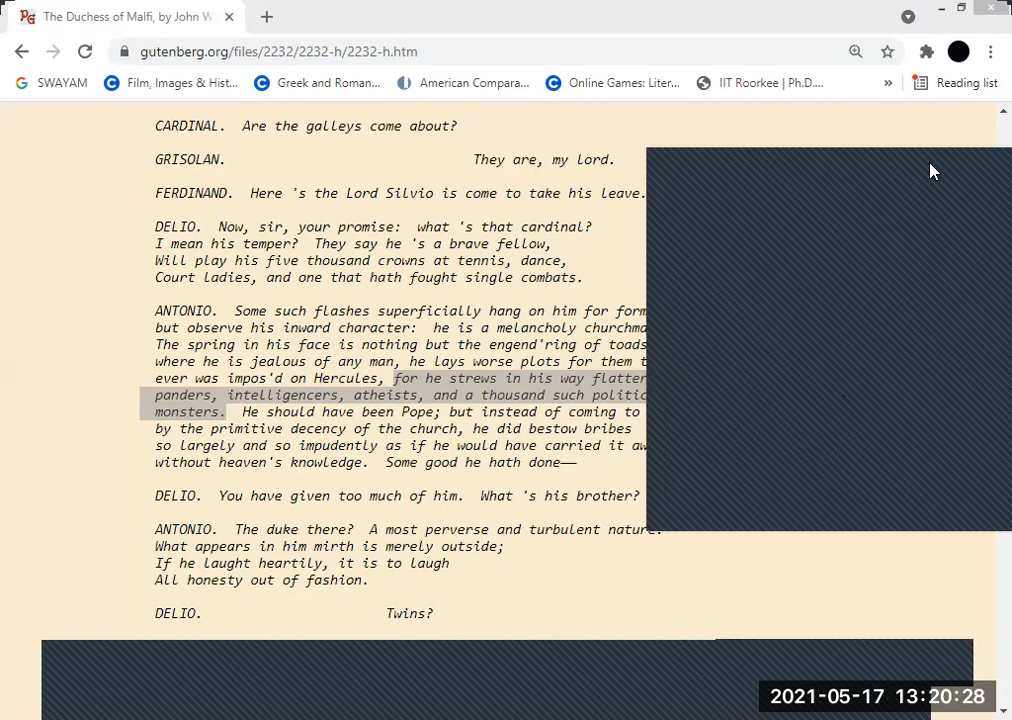 The Duchess of Malfi, by John W
gutenberg.org/files/2232/2232-h/2232-h.htm
SWAYAM
Film, Images & Hist...
Greek and Roman...
American Compara...
Online Games: Liter...
IIT Roorkee | Ph.D....
»
Reading list
CARDINAL. Are the galleys come about?
GRISOLAN. They are, my lord.
FERDINAND. Here 's the Lord Silvio is come to take his leave.
DELIO. Now, sir, your promise: what 's that cardinal?
I mean his temper? They say he 's a brave fellow,
Will play his five thousand crowns at tennis, dance,
Court ladies, and one that hath fought single combats.
ANTONIO. Some such flashes superficially hang on him for form
but observe his inward character: he is a melancholy churchma
The spring in his face is nothing but the engend'ring of toads
where he is jealous of any man, he lays worse plots for them t
ever was impos'd on Hercules, for he strews in his way flatter
panders, intelligencers, atheists, and a thousand such politic
monsters. He should have been Pope; but instead of coming to
by the primitive decency of the church, he did bestow bribes
so largely and so impudently as if he would have carried it aw
without heaven's knowledge. Some good he hath done——
DELIO. You have given too much of him. What 's his brother?
ANTONIO. The duke there? A most perverse and turbulent nature.
What appears in him mirth is merely outside;
If he laught heartily, it is to laugh
All honesty out of fashion.
DELIO. Twins?
2021-05-17 13:20:28